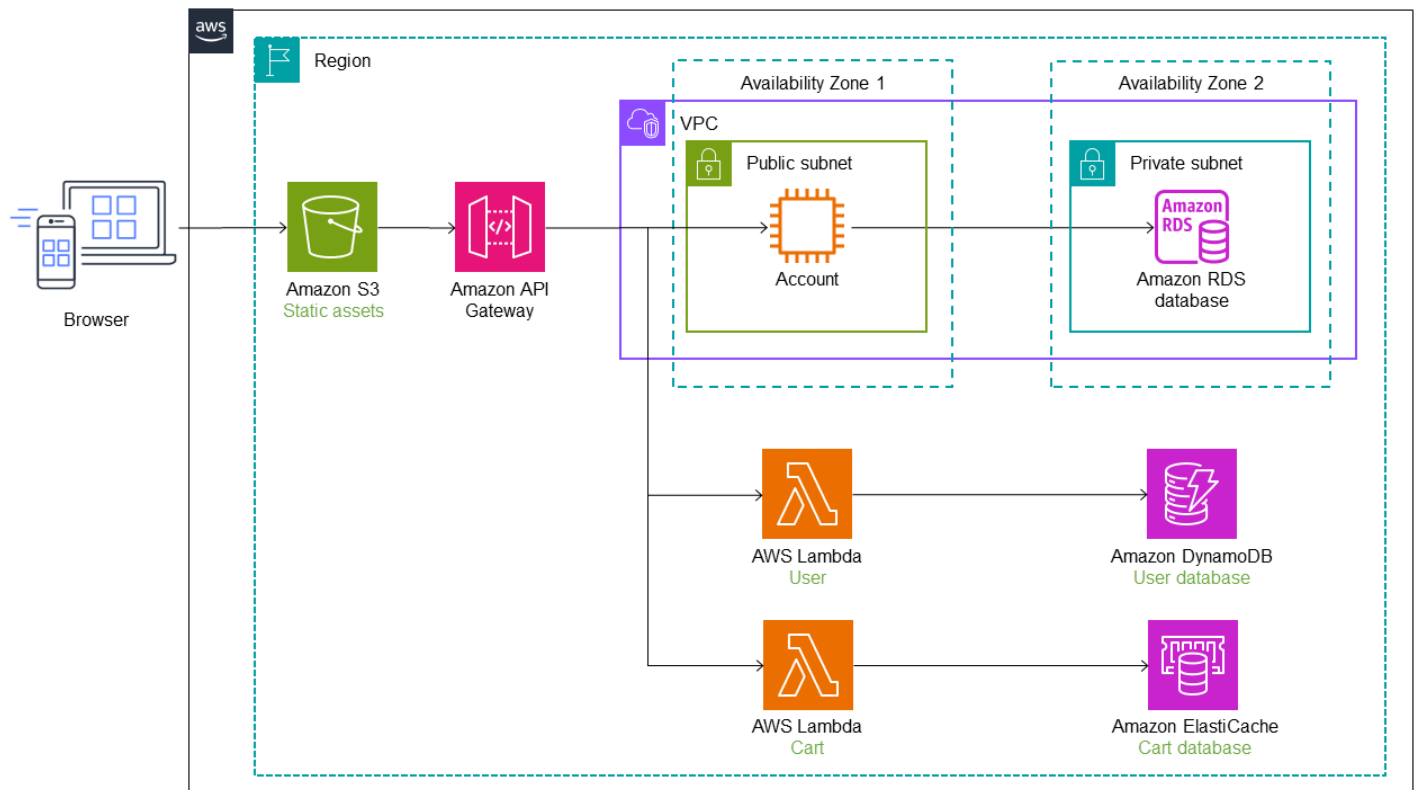 aws
Region
Availability Zone 1
Availability Zone 2
VPC
Public subnet
Private subnet
Amazon
RDS
Account
Amazon RDS
database
Browser
Amazon S3
Static assets
Amazon API
Gateway
</>
AWS Lambda
User
Amazon DynamoDB
User database
AWS Lambda
Cart
Amazon ElastiCache
Cart database